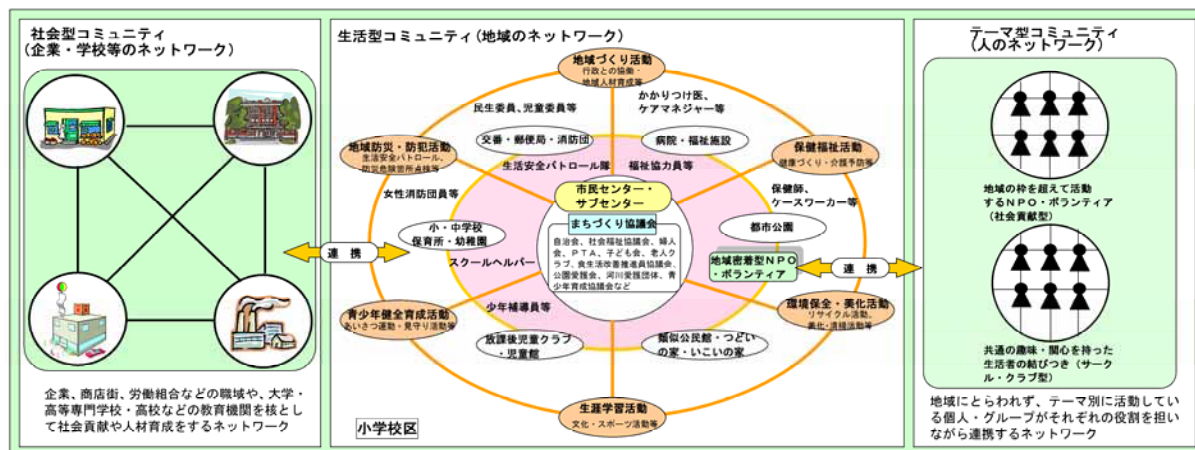 社会型コミュニティ
(企業・学校等のネットワーク)
企業、商店街、労働組合などの職域や、大学・
高等専門学校・高校などの教育機関を核とし
て社会貢献や人材育成をするネットワーク
連 携
生活型コミュニティ(地域のネットワーク)
地域づくり活動
行政との協働・
地域人材育成等
民生委員、児童委員等
かかりつけ医、
ケアマネジャー等
交番・郵便局・消防団
病院・福祉施設
地域防災・防犯活動
生活安全パトロール、
防災危険箇所点検等
保健福祉活動
健康づくり・介護予防等
生活安全パトロール隊
福祉協力員等
女性消防団員等
保健師、
ケースワーカー等
市民センター・
サブセンター
まちづくり協議会
自治会、社会福祉協議会、婦人
会、PTA、子ども会、老人ク
ラブ、食生活改善推進員協議会、
公園愛護会、河川愛護団体、青
少年育成協議会など
小・中学校
保育所・幼稚園
都市公園
スクールヘルパー
地域密着型NPO
・ボランティア
青少年健全育成活動
あいさつ運動・見守り活動等
少年補導員等
環境保全・美化活動
リサイクル活動、
美化・清掃活動等
放課後児童クラブ・
児童館
類似公民館・つどい
の家・いこいの家
生涯学習活動
文化・スポーツ活動等
小学校区
連 携
テーマ型コミュニティ
(人のネットワーク)
地域の枠を超えて活動
するNPO・ボランティア
(社会貢献型)
共通の趣味・関心を持った
生活者の結びつき(サーク
ル・クラブ型)
地域にとらわれず、テーマ別に活動してい
る個人・グループがそれぞれの役割を担い
ながら連携するネットワーク